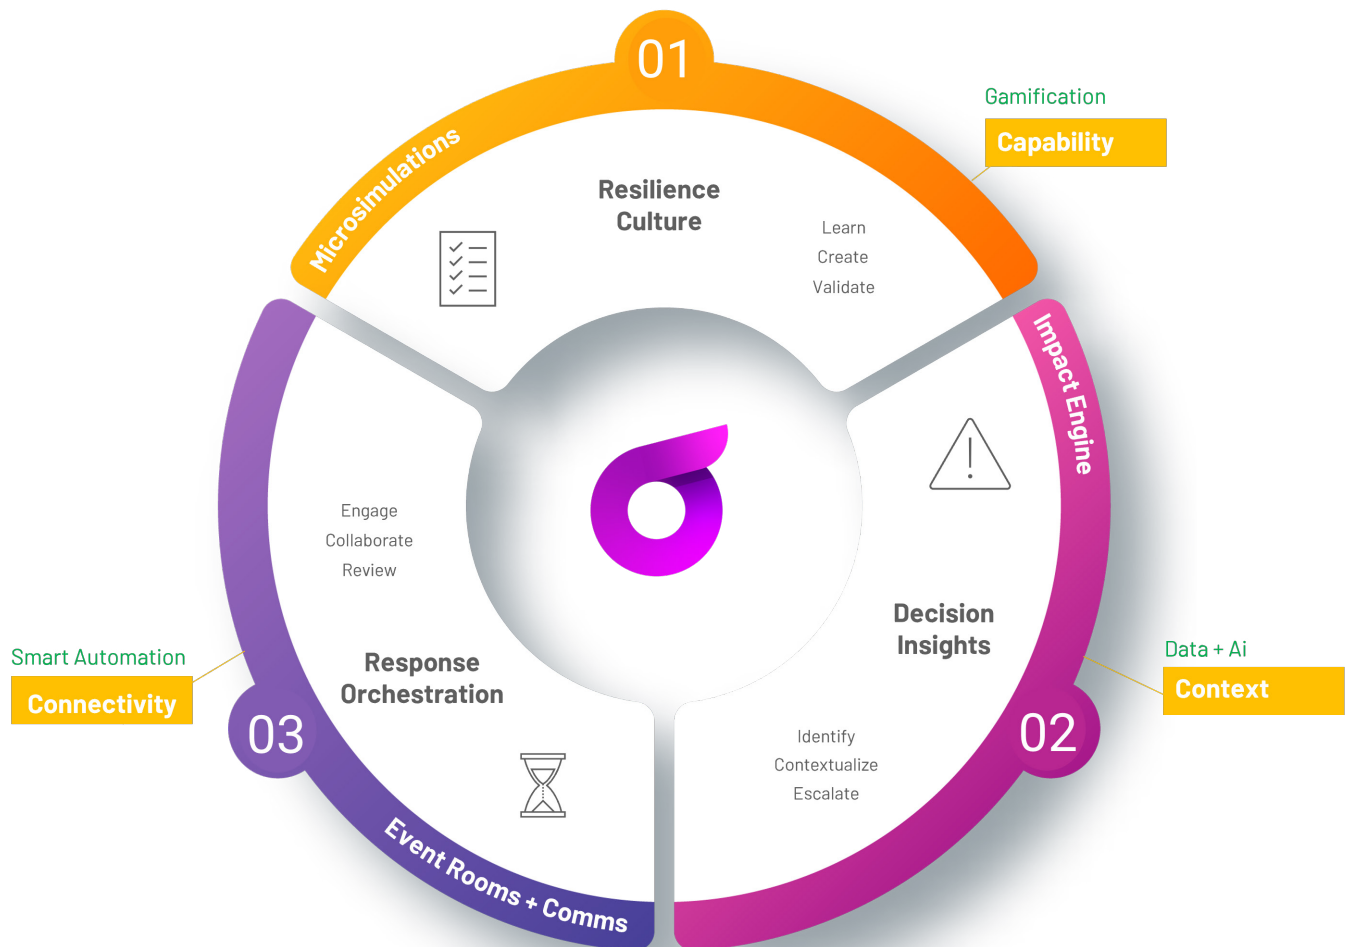 01
Gamification
Capability
Microsimulations
Resilience
Culture
Learn
Create
Validate
Impact Engine
Decision
Insights
Identify
Contextualize
Escalate
02
Data + Ai
Context
Engage
Collaborate
Review
Response
Orchestration
Smart Automation
Connectivity
03
Event Rooms + Comms